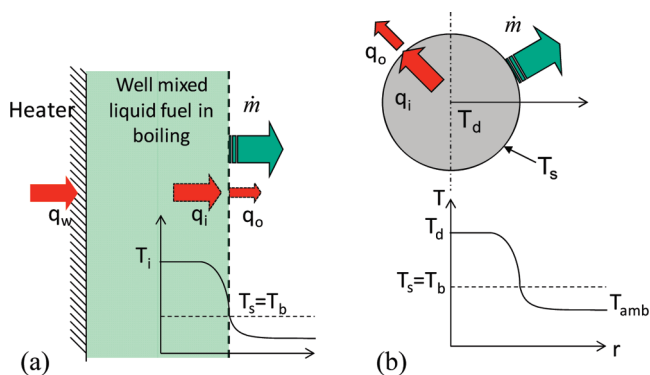 Well mixed
liquid fuel in
boiling
Heater
ṁ
q_w
q_i
q_o
T_i
T_s=T_b
(a)
ṁ
q_o
q_i
T_d
T_s
T
T_d
T_s=T_b
T_amb
r
(b)